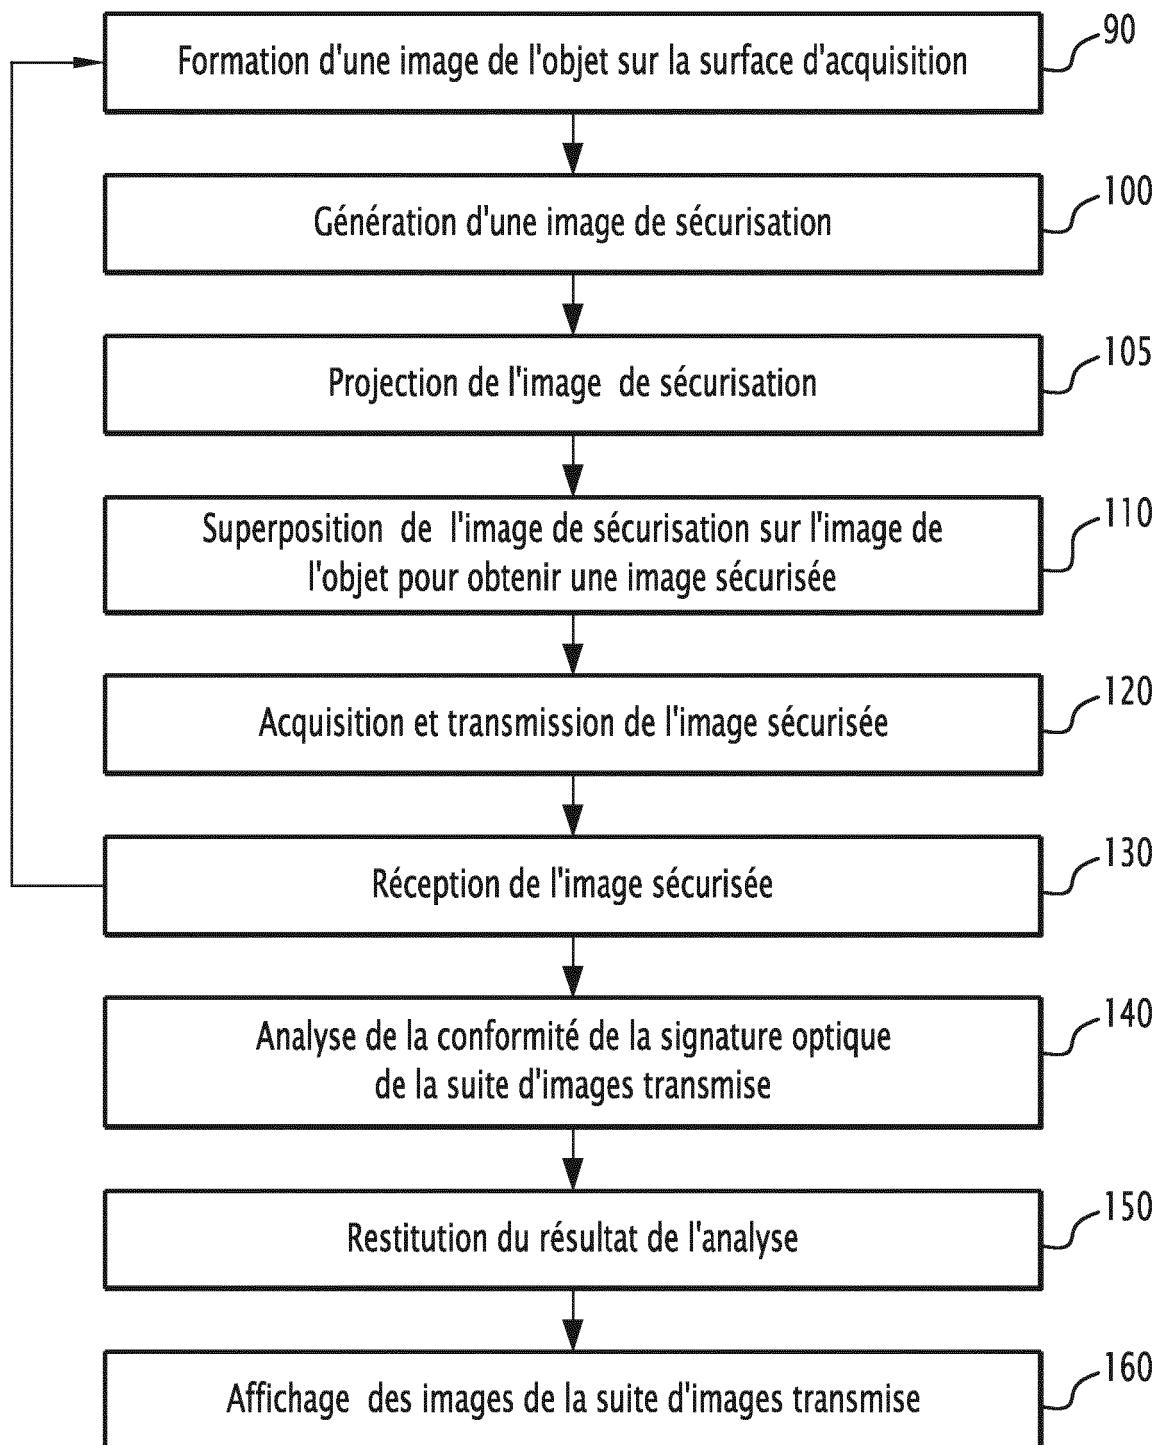 Formation d'une image de l'objet sur la surface d'acquisition
90
Génération d'une image de sécurisation
100
Projection de l'image de sécurisation
105
Superposition de l'image de sécurisation sur l'image de
l'objet pour obtenir une image sécurisée
110
Acquisition et transmission de l'image sécurisée
120
Réception de l'image sécurisée
130
Analyse de la conformité de la signature optique
de la suite d'images transmise
140
Restitution du résultat de l'analyse
150
Affichage des images de la suite d'images transmise
160